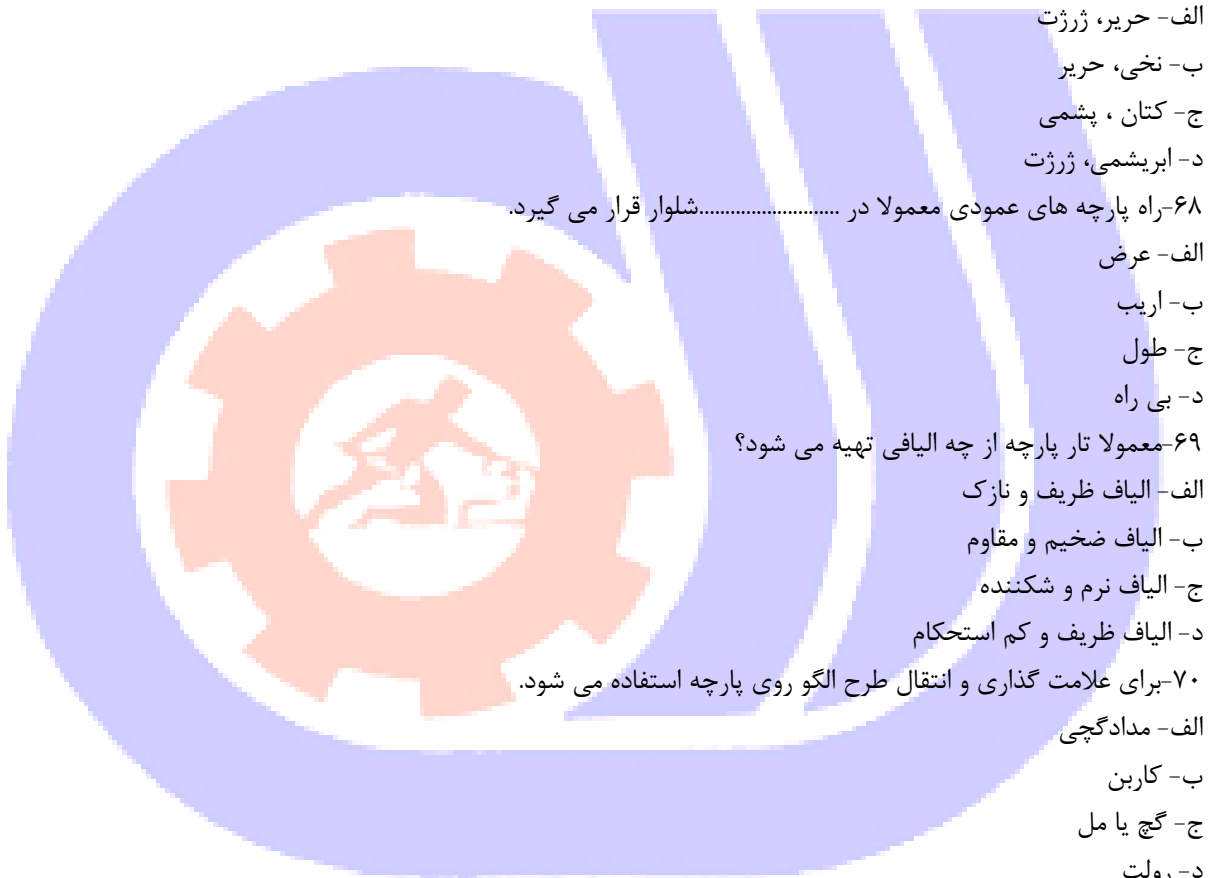 الف- حریر، ژرژت
ب- نخی، حریر
ج- کتان ، پشمی
د- ابریشمی، ژرژت
۶۸-راه پارچه های عمودی معمولا در ............................شلوار قرار می گیرد.
الف- عرض
ب- اریب
ج- طول
د- بی راه
۶۹-معمولا تار پارچه از چه الیافی تهیه می شود؟
الف- الیاف ظریف و نازک
ب- الیاف ضخیم و مقاوم
ج- الیاف نرم و شکننده
د- الیاف ظریف و کم استحکام
۷۰-برای علامت گذاری و انتقال طرح الگو روی پارچه استفاده می شود.
الف- مدادگچی
ب- کاربن
ج- گچ یا مل
د- رولت